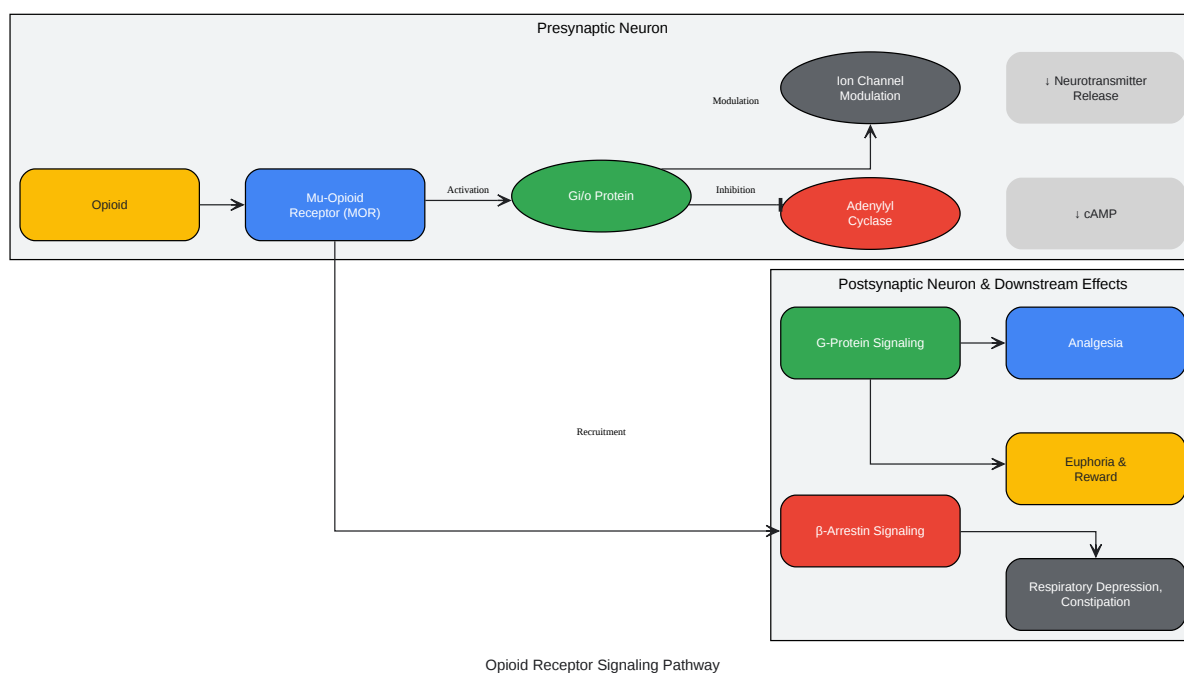 Presynaptic Neuron
Ion Channel
Modulation
↓ Neurotransmitter
Release
Modulation
Opioid
Mu-Opioid
Receptor (MOR)
Activation
Gi/o Protein
Inhibition
Adenylyl
Cyclase
↓ cAMP
Postsynaptic Neuron & Downstream Effects
G-Protein Signaling
Analgesia
Recruitment
Euphoria &
Reward
β-Arrestin Signaling
Respiratory Depression,
Constipation
Opioid Receptor Signaling Pathway